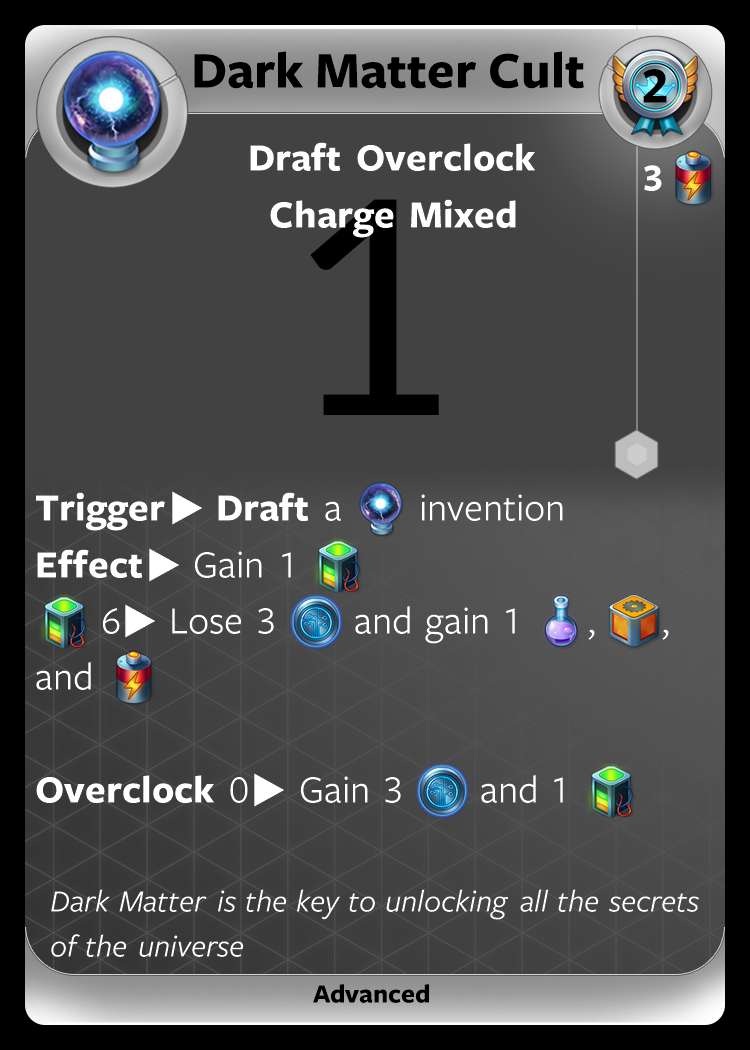 Dark Matter Cult
2
Draft Overclock
3
Charge Mixed
1
Trigger▶ Draft a invention
Effect▶ Gain 1
6▶ Lose 3 and gain 1 , ,
and
Overclock 0▶ Gain 3 and 1
Dark Matter is the key to unlocking all the secrets
of the universe
Advanced